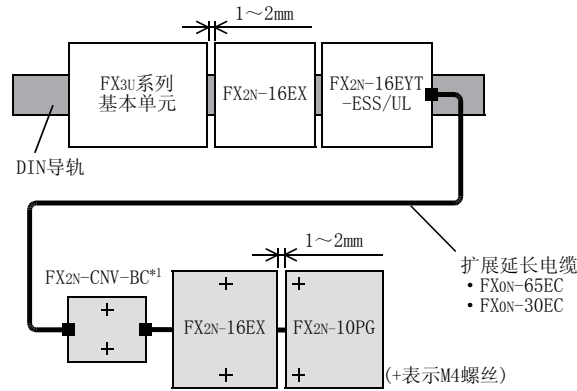 1～2mm
FX3U系列
基本单元
FX2N-16EX
FX2N-16EYT
-ESS/UL
DIN导轨
1～2mm
扩展延长电缆
• FX0N-65EC
• FX0N-30EC
FX2N-CNV-BC*1
FX2N-16EX
FX2N-10PG
(+表示M4螺丝)